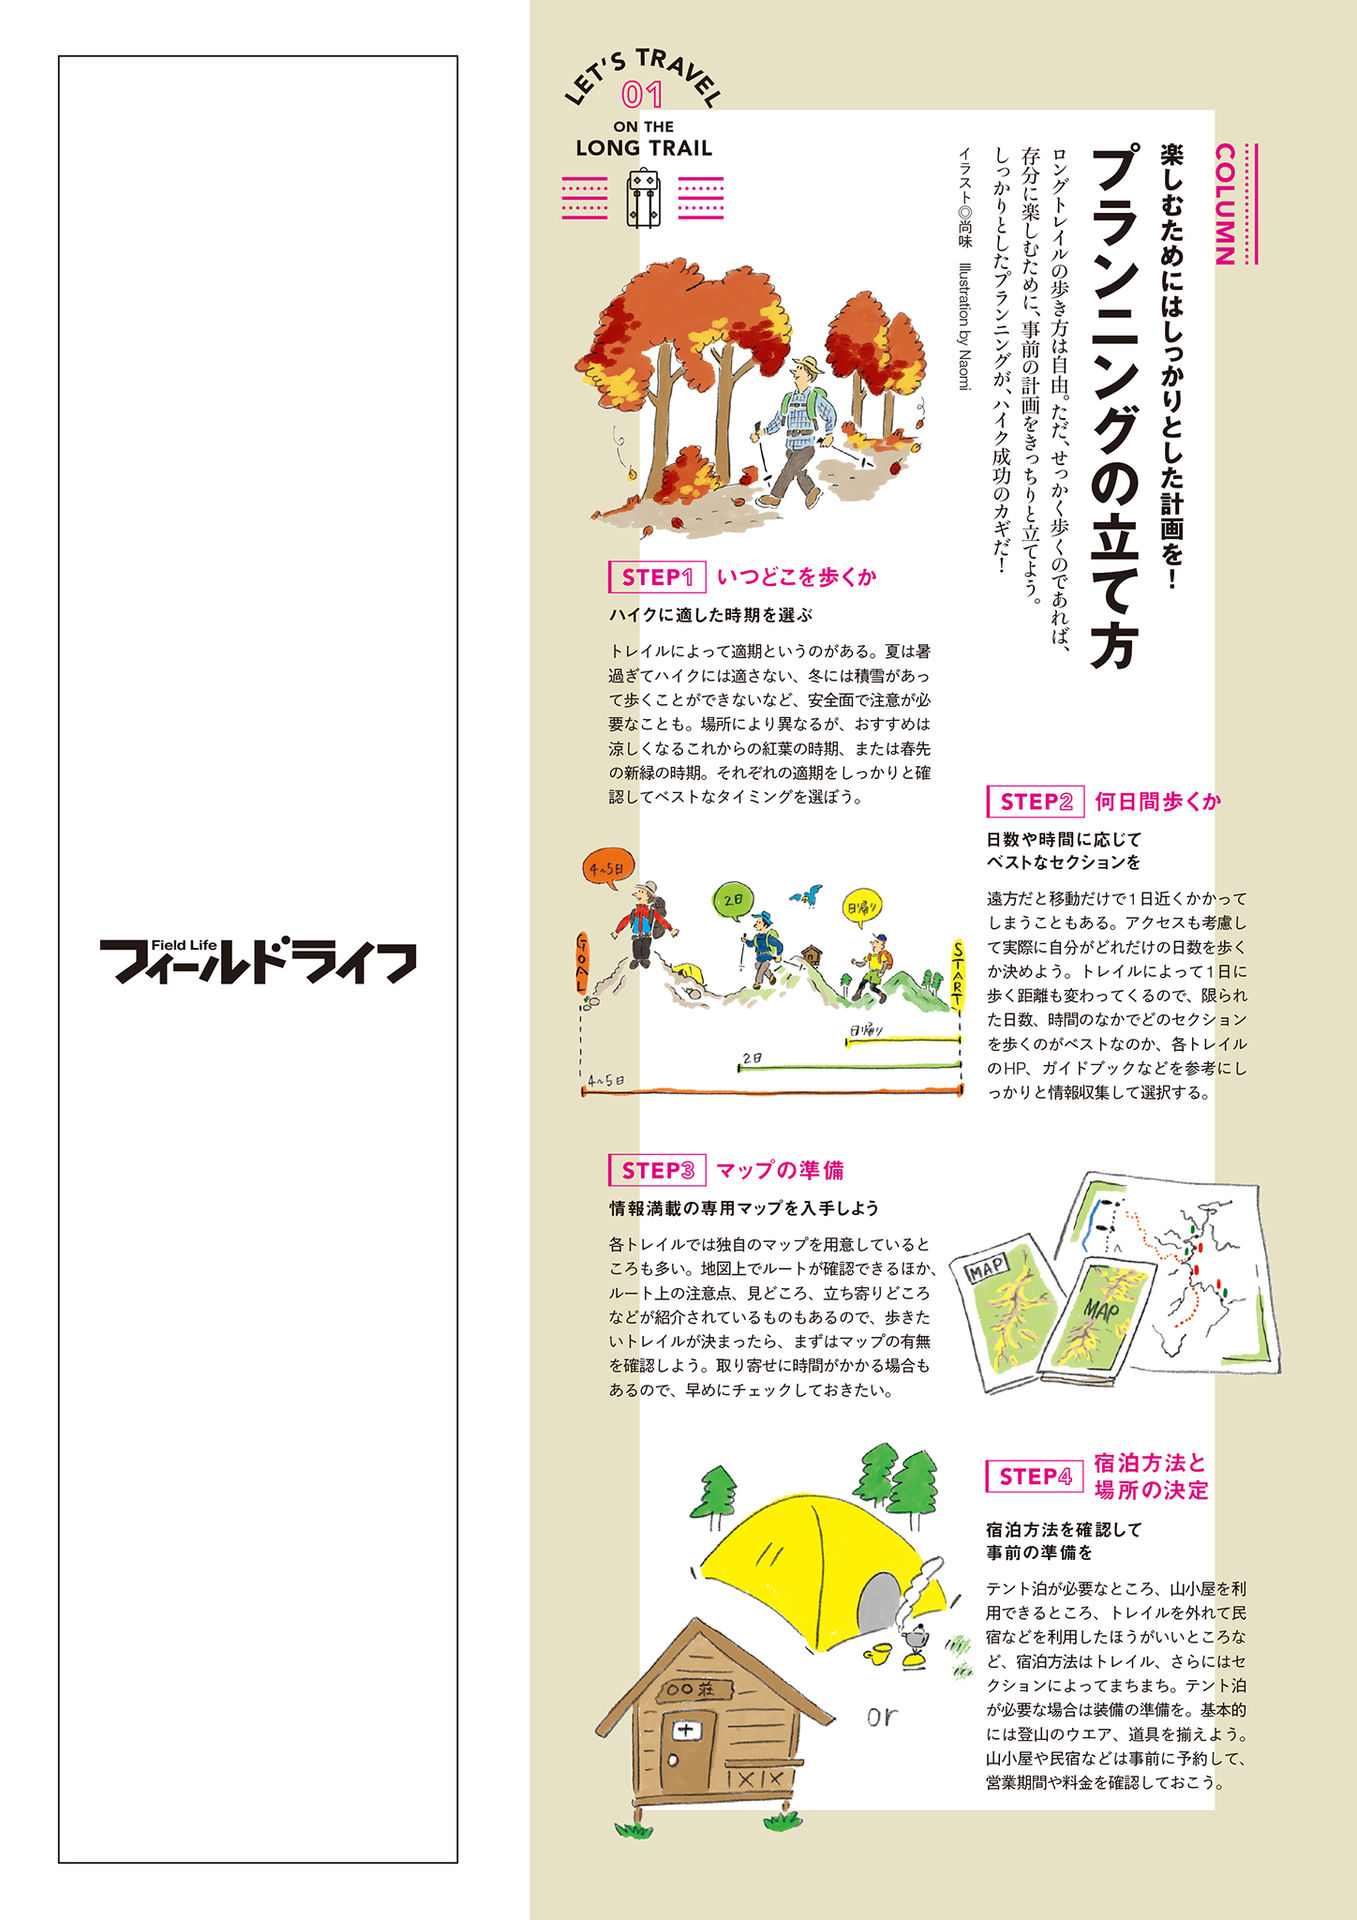 Field Life
フィールドライフ
LET'S TRAVEL
01
ON THE
LONG TRAIL
COLUMN
楽しむためにはしっかりとした計画を！
プランニングの立て方
ロングトレイルの歩き方は自由。ただ、せっかく歩くのであれば、
存分に楽しむために、事前の計画をきっちりと立てよう。
しっかりとしたプランニングが、ハイク成功のカギだ！
イラスト◎尚味　Illustration by Naomi
STEP1 いつどこを歩くか
ハイクに適した時期を選ぶ
トレイルによって適期というのがある。夏は暑
過ぎてハイクには適さない、冬には積雪があっ
て歩くことができないなど、安全面で注意が必
要なことも。場所により異なるが、おすすめは
涼しくなるこれからの紅葉の時期、または春先
の新緑の時期。それぞれの適期をしっかりと確
認してベストなタイミングを選ぼう。
STEP2 何日間歩くか
日数や時間に応じて
ベストなセクションを
遠方だと移動だけで1日近くかかって
しまうこともある。アクセスも考慮し
て実際に自分がどれだけの日数を歩く
か決めよう。トレイルによって1日に
歩く距離も変わってくるので、限られ
た日数、時間のなかでどのセクション
を歩くのがベストなのか、各トレイル
のHP、ガイドブックなどを参考にし
っかりと情報収集して選択する。
4〜5日
2日
日帰り
GOAL
START
日帰り
2日
4〜5日
STEP3 マップの準備
情報満載の専用マップを入手しよう
各トレイルでは独自のマップを用意していると
ころも多い。地図上でルートが確認できるほか、
ルート上の注意点、見どころ、立ち寄りどころ
などが紹介されているものもあるので、歩きた
いトレイルが決まったら、まずはマップの有無
を確認しよう。取り寄せに時間がかかる場合も
あるので、早めにチェックしておきたい。
MAP
MAP
STEP4 宿泊方法と
場所の決定
宿泊方法を確認して
事前の準備を
テント泊が必要なところ、山小屋を利
用できるところ、トレイルを外れて民
宿などを利用したほうがいいところな
ど、宿泊方法はトレイル、さらにはセ
クションによってまちまち。テント泊
が必要な場合は装備の準備を。基本的
には登山のウエア、道具を揃えよう。
山小屋や民宿などは事前に予約して、
営業期間や料金を確認しておこう。
○○荘
or